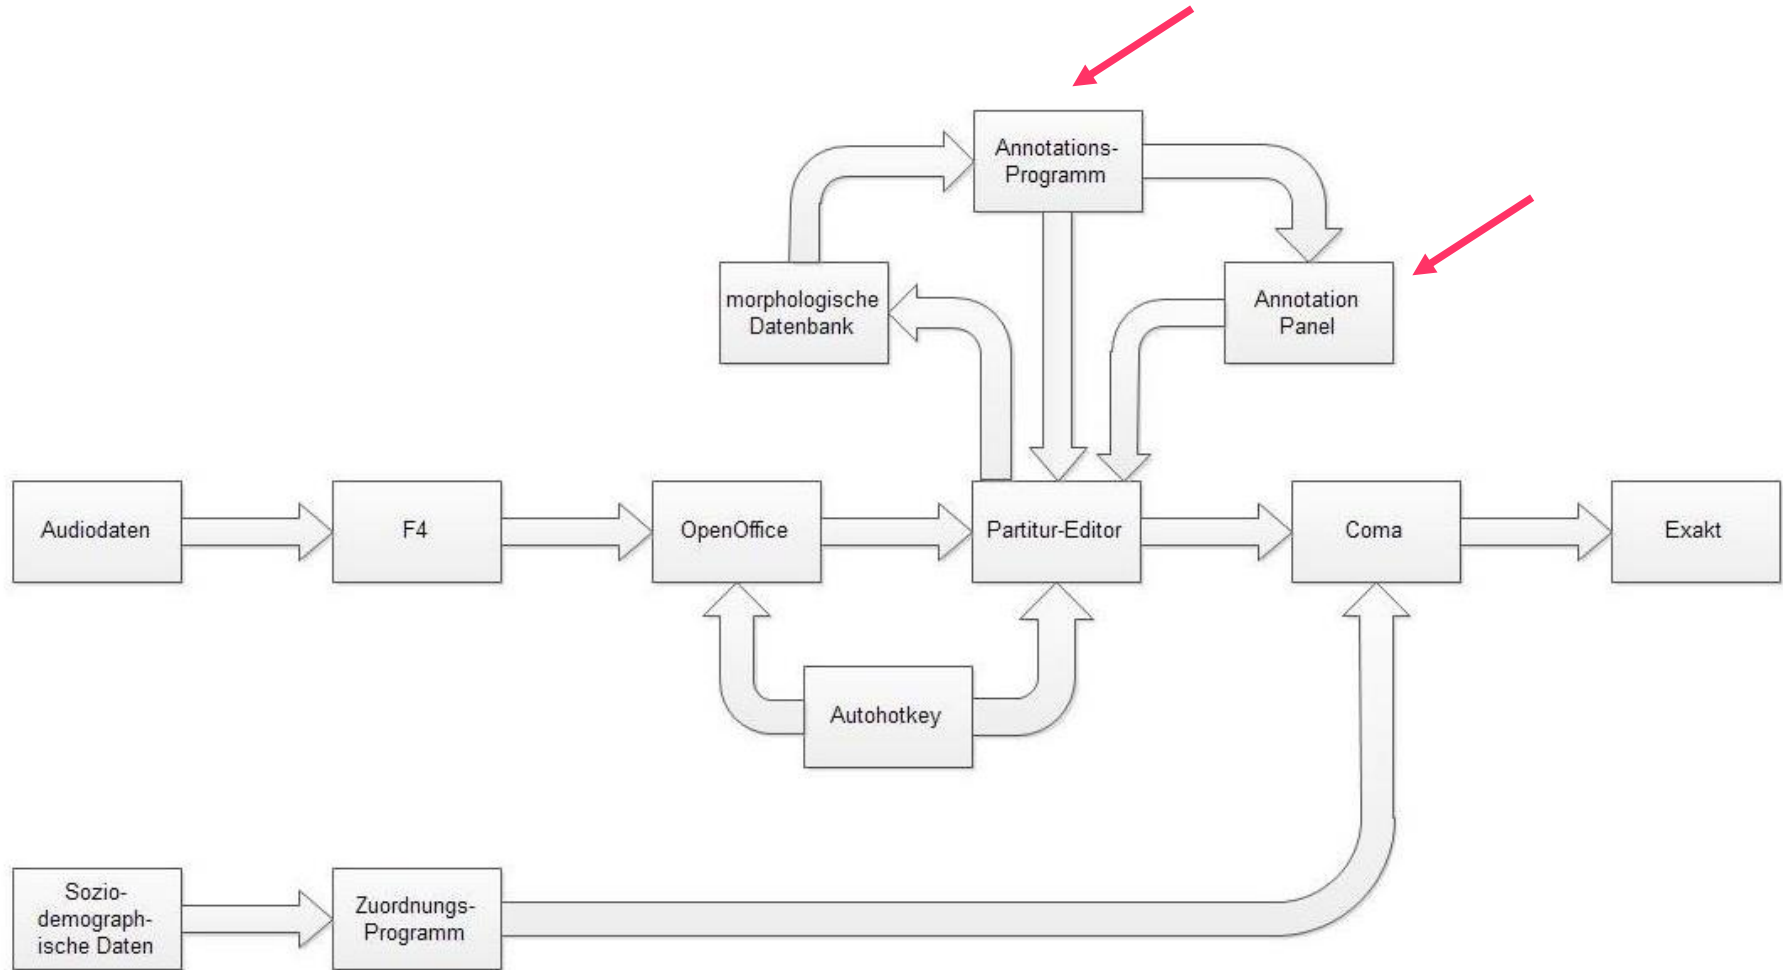 Annotations-
Programm
morphologische
Datenbank
Annotation
Panel
Audiodaten
F4
OpenOffice
Partitur-Editor
Coma
Exakt
Autohotkey
Sozio-
demograph-
ische Daten
Zuordnungs-
Programm